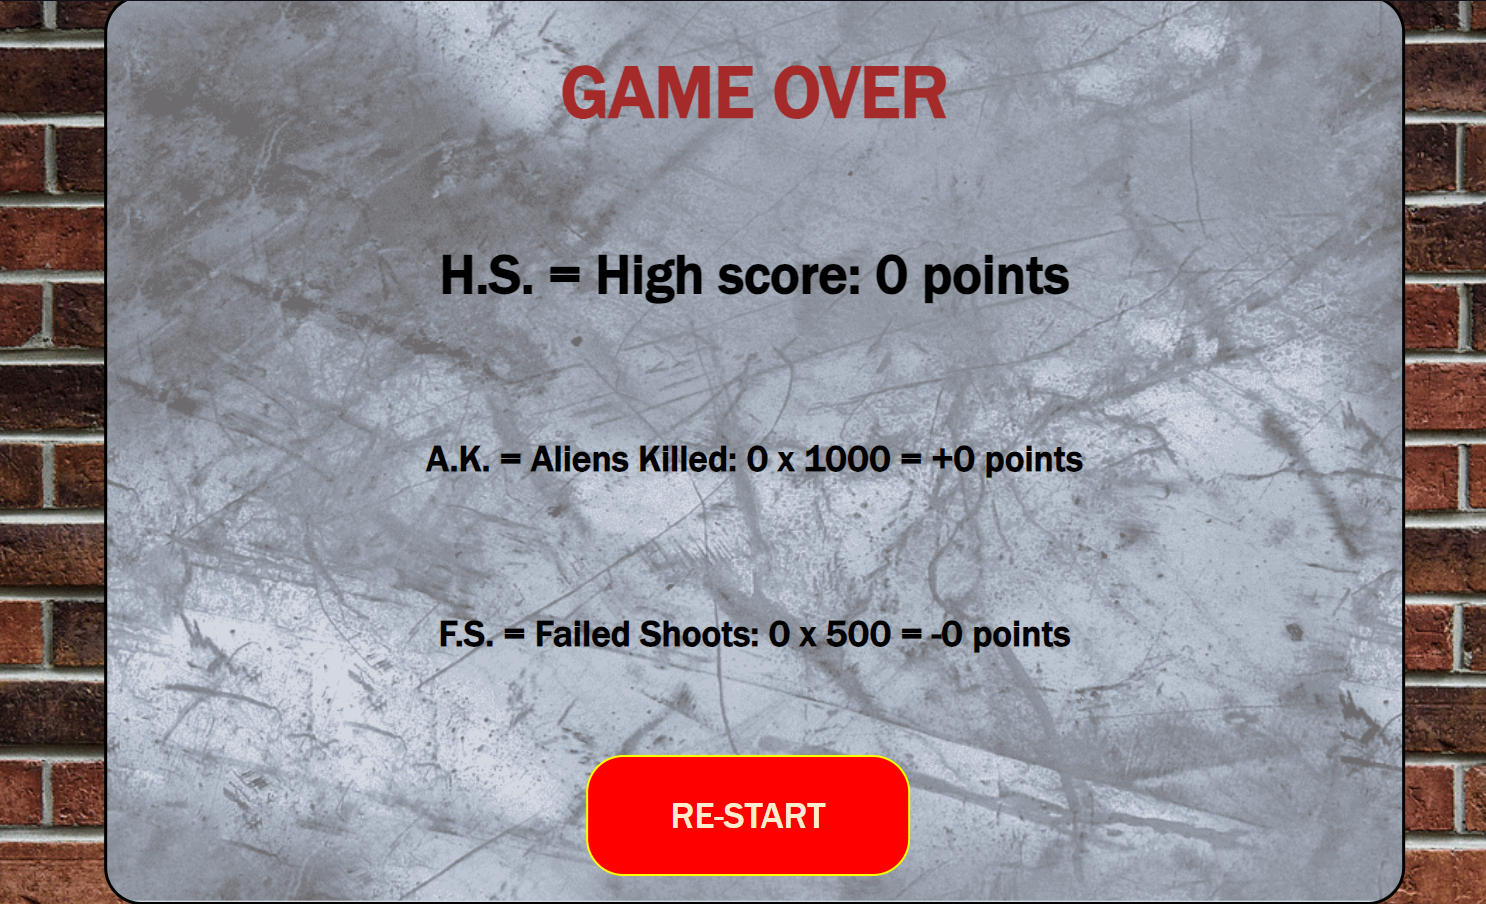 GAME OVER
H.S. = High score: 0 points
A.K. = Aliens Killed: 0 x 1000 = +0 points
F.S. = Failed Shoots: 0 x 500 = -0 points
RE-START